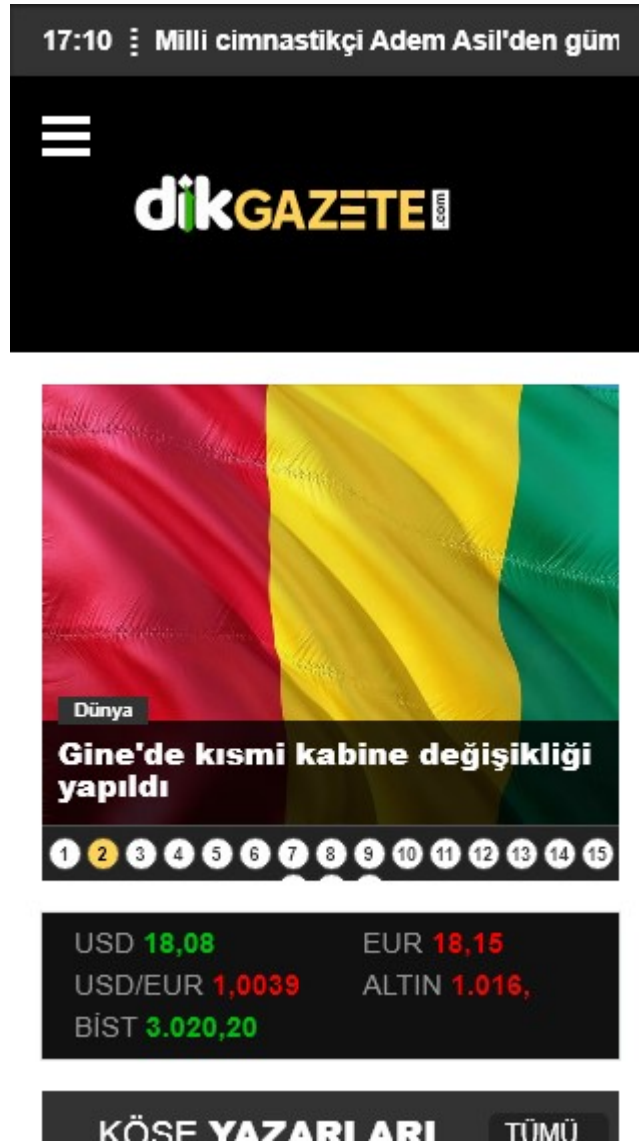 17:10 Milli cimnastikçi Adem Asil'den
dikGAZETE.com
Dünya
Gine'de kısmi kabine değişikliği
yapıldı
1 2 3 4 5 6 7 8 9 10 11 12 13 14 15
USD 18,08 EUR 18,15
USD/EUR 1,0039 ALTIN 1.016,
BİST 3.020,20
KÖŞE YAZARLARI TÜMÜ